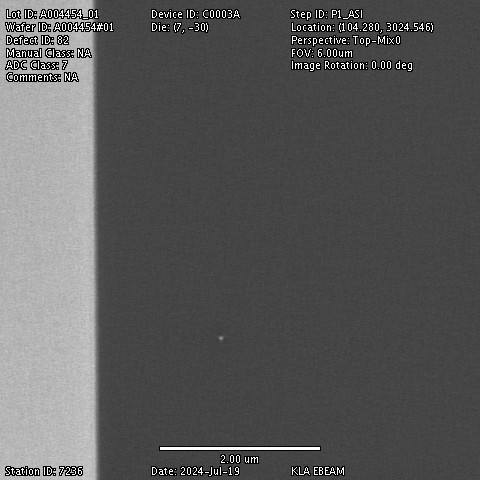 Lot ID: A004454_01
Wafer ID: A004454#01
Defect ID: 82
Manual Class: NA
ADC Class: 7
Comments: NA
Device ID: C0003A
Die: (7, -30)
Step ID: P1_ASI
Location: (104.280, 3024.546)
Perspective: Top-Mix0
FOV: 6.00um
Image Rotation: 0.00 deg
2.00 um
Station ID: 7236
Date: 2024-Jul-19
KLA EBEAM